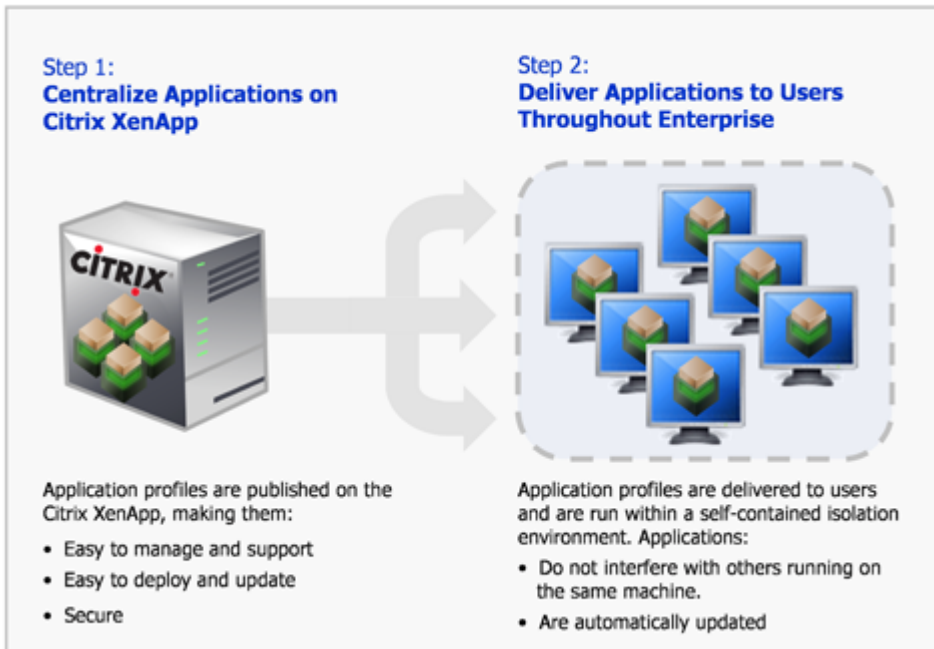 Step 1:
Centralize Applications on
Citrix XenApp
CİTRIX®
Application profiles are published on the
Citrix XenApp, making them:
• Easy to manage and support
• Easy to deploy and update
• Secure
Step 2:
Deliver Applications to Users
Throughout Enterprise
Application profiles are delivered to users
and are run within a self-contained isolation
environment. Applications:
• Do not interfere with others running on
the same machine.
• Are automatically updated